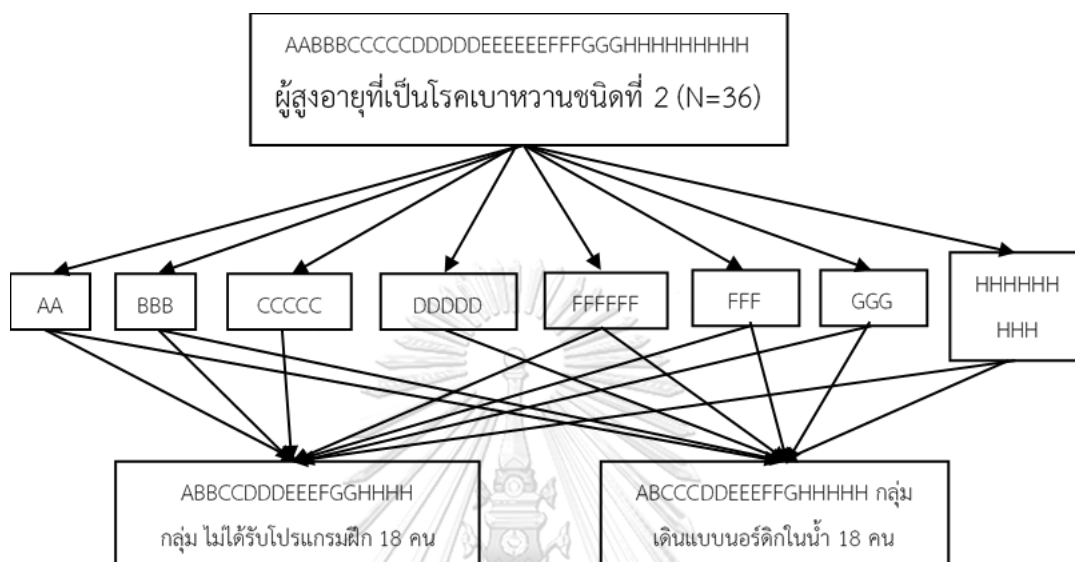 AABBBCCCCCDDDDDEEEEEEFFFGGGHHHHHHHHHH
ผู้สูงอายุที่เป็นโรคเบาหวานชนิดที่ 2 (N=36)
AA
BBB
CCCCC
DDDDD
FFFFFF
FFF
GGG
HHHHHH
HHH
ABBCCDDDEEEFGGHHHH
กลุ่ม ไม่ได้รับโปรแกรมฝึก 18 คน
ABCCCDDEEEFFGHHHHH กลุ่ม
เดินแบบนอร์ดิกในน้ำ 18 คน